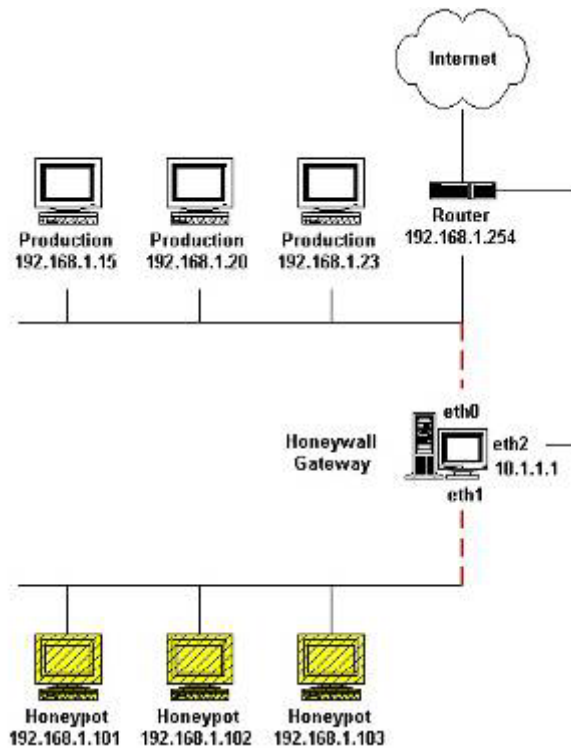 Internet
Router
192.168.1.254
Production
192.168.1.15
Production
192.168.1.20
Production
192.168.1.23
eth0
Honeywall
Gateway
eth2
10.1.1.1
eth1
Honeypot
192.168.1.101
Honeypot
192.168.1.102
Honeypot
192.168.1.103